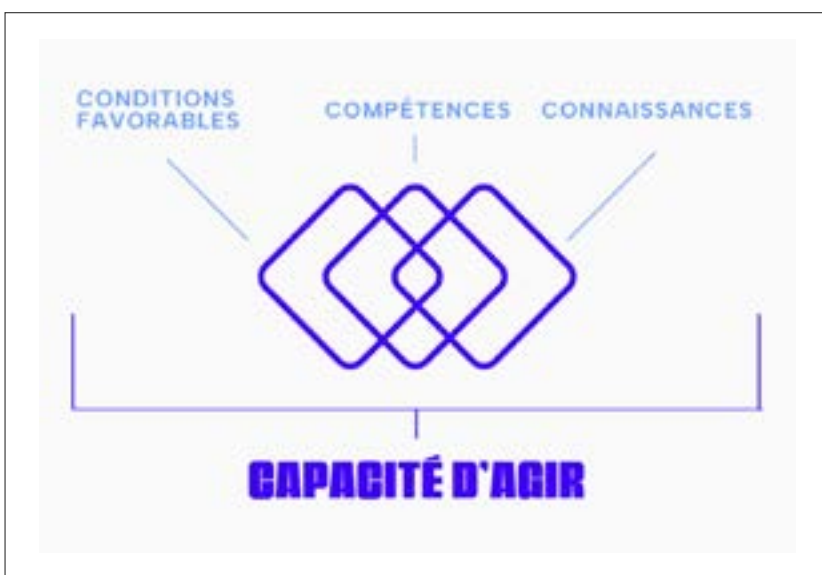 CONDITIONS
FAVORABLES
COMPÉTENCES
CONNAISSANCES
CAPACITÉ D'AGIR